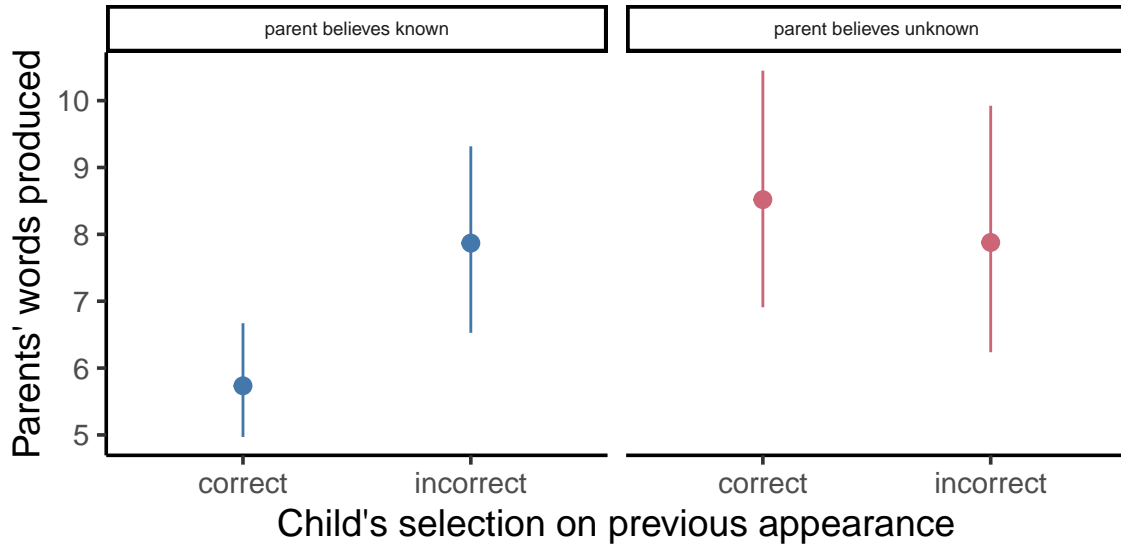 parent believes known
parent believes unknown
Parents' words produced
10
9
8
7
6
5
correct
incorrect
correct
incorrect
Child's selection on previous appearance